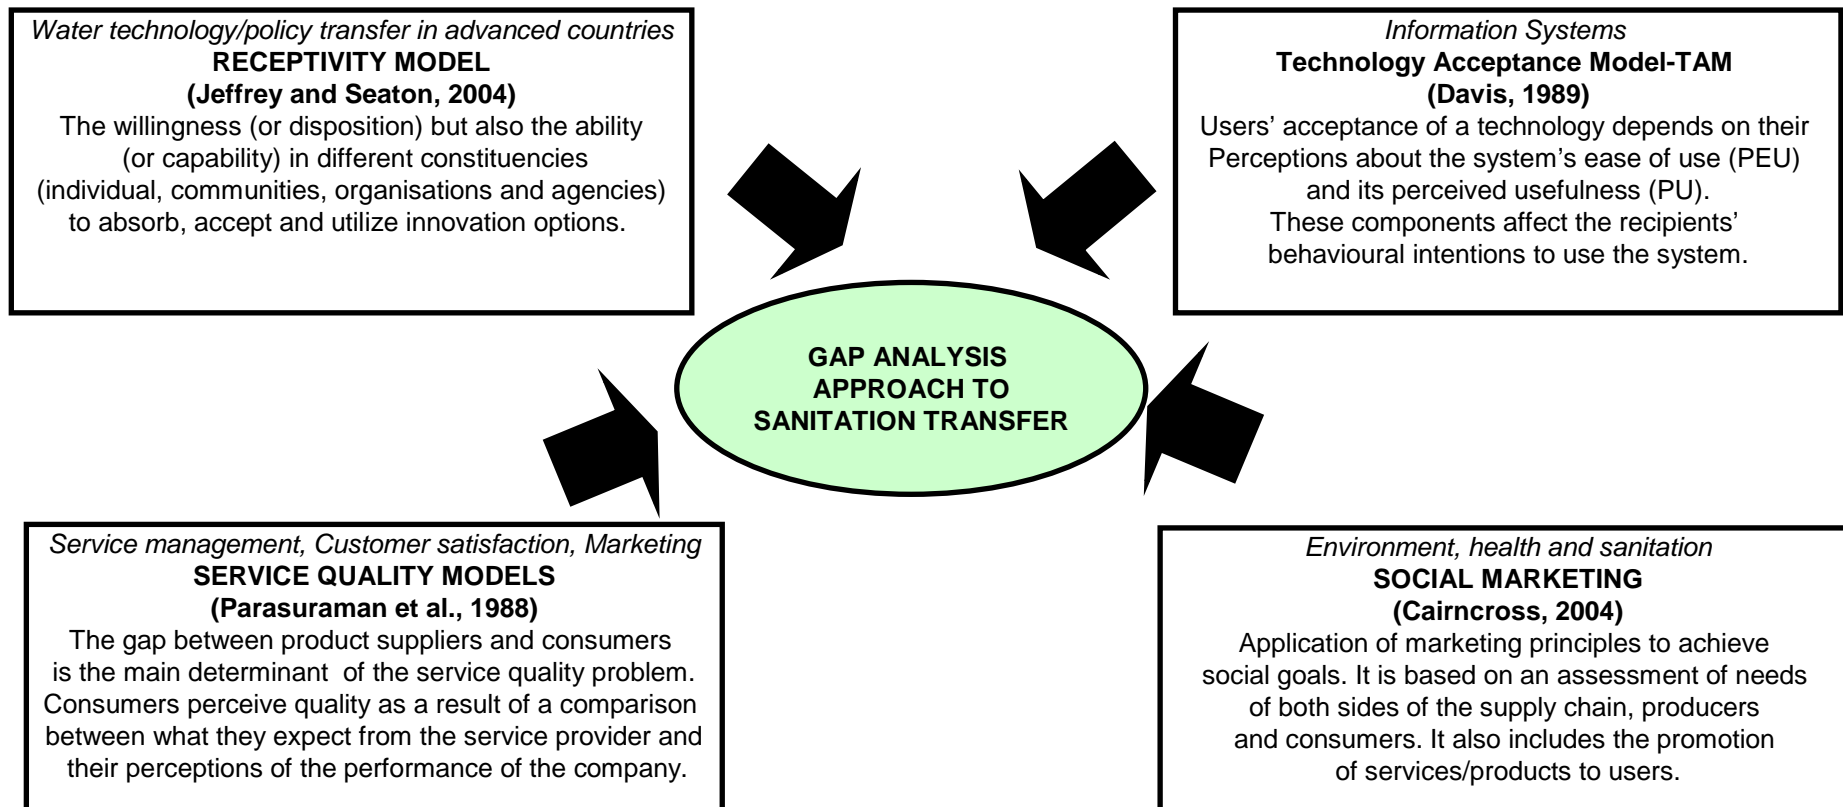 Water technology/policy transfer in advanced countries
RECEPTIVITY MODEL
(Jeffrey and Seaton, 2004)
The willingness (or disposition) but also the ability
(or capability) in different constituencies
(individual, communities, organisations and agencies)
to absorb, accept and utilize innovation options.
Information Systems
Technology Acceptance Model-TAM
(Davis, 1989)
Users’ acceptance of a technology depends on their
Perceptions about the system’s ease of use (PEU)
and its perceived usefulness (PU).
These components affect the recipients’
behavioural intentions to use the system.
GAP ANALYSIS
APPROACH TO
SANITATION TRANSFER
Service management, Customer satisfaction, Marketing
SERVICE QUALITY MODELS
(Parasuraman et al., 1988)
The gap between product suppliers and consumers
is the main determinant of the service quality problem.
Consumers perceive quality as a result of a comparison
between what they expect from the service provider and
their perceptions of the performance of the company.
Environment, health and sanitation
SOCIAL MARKETING
(Cairncross, 2004)
Application of marketing principles to achieve
social goals. It is based on an assessment of needs
of both sides of the supply chain, producers
and consumers. It also includes the promotion
of services/products to users.